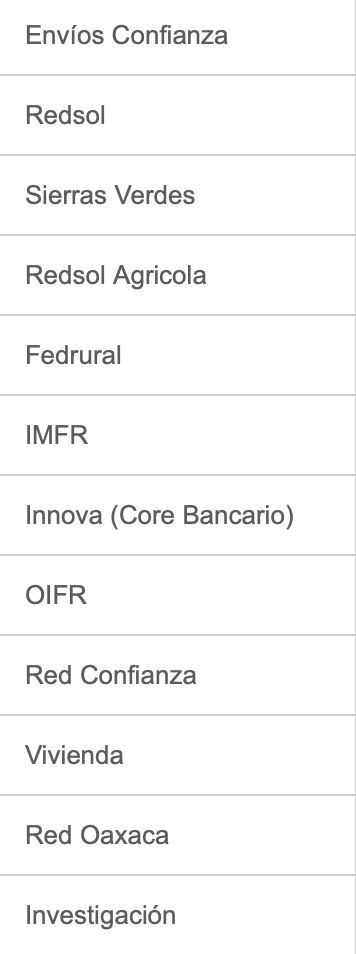 Envíos Confianza
Redsol
Sierras Verdes
Redsol Agricola
Fedrural
IMFR
Innova (Core Bancario)
OIFR
Red Confianza
Vivienda
Red Oaxaca
Investigación